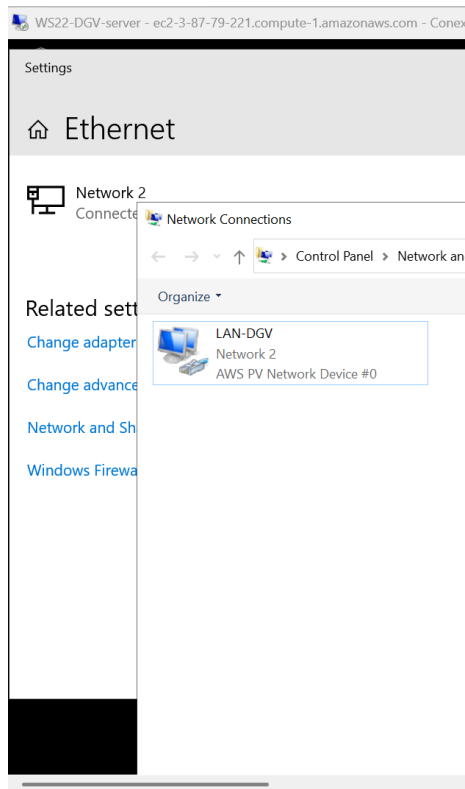 WS22-DGV-server - ec2-3-87-79-221.compute-1.amazonaws.com - Conex
Settings
Ethernet
Network 2
Connecte
Network Connections
Control Panel > Network an
Organize
Related sett
LAN-DGV
Network 2
AWS PV Network Device #0
Change adapter
Change advance
Network and Sh
Windows Firewa